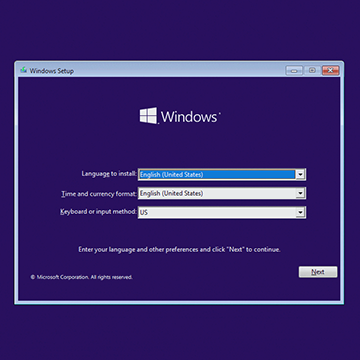 Windows Setup
Windows
Language to install: English (United States)
Time and currency format: English (United States)
Keyboard or input method: US
Enter your language and other preferences and click "Next" to continue.
© Microsoft Corporation. All rights reserved.
Next